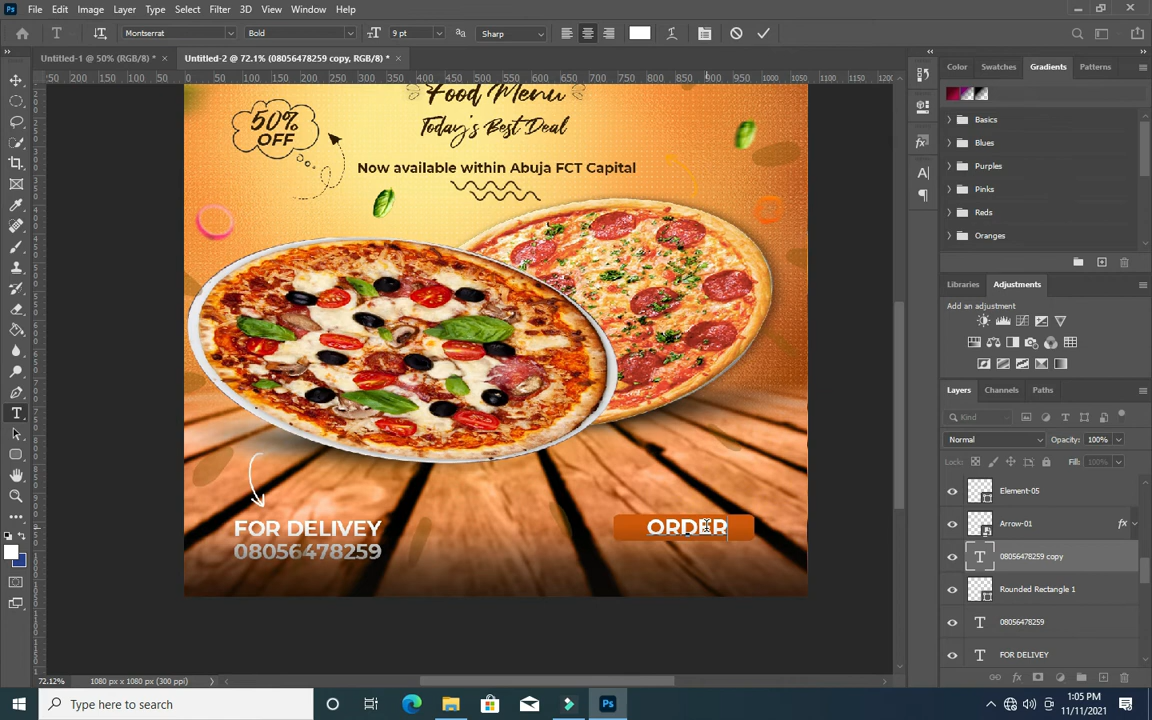 File Edit Image Layer Type Select Filter 3D View Window Help
Montserrat Bold 9 pt Sharp
Untitled-1 @ 50% (RGB/8) * Untitled-2 @ 72.1% (08056478259 copy, RGB/8) *
Color Swatches Gradients Patterns
Basics
Blues
Purples
Pinks
Reds
Oranges
Libraries Adjustments
Add an adjustment
Layers Channels Paths
Kind
Normal Opacity: 100%
Lock: Fill: 100%
Element-05
Arrow-01
08056478259 copy
Rounded Rectangle 1
08056478259
FOR DELIVEY
Food Menu
Today's Best Deal
50%
OFF
Now available within Abuja FCT Capital
FOR DELIVEY
08056478259
ORDER
72.12% 1080 px x 1080 px (300 ppi)
Type here to search
1:05 PM
11/11/2021